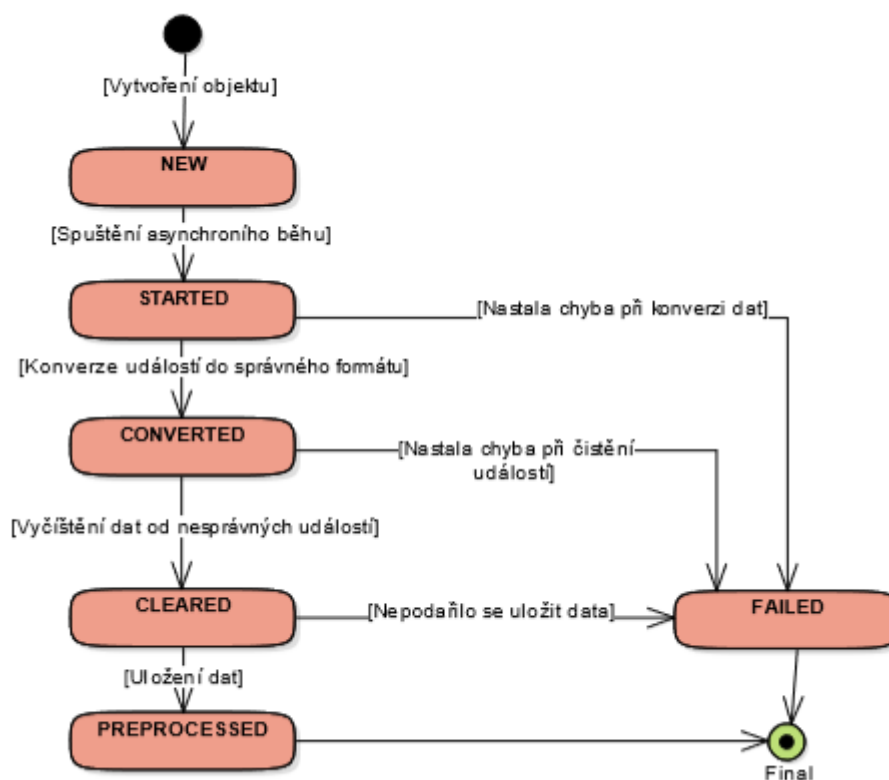 [Vytvoření objektu]
NEW
[Spuštění asynchroního běhu]
STARTED
[Nastala chyba při konverzi dat]
[Konverze událostí do správného formátu]
CONVERTED
[Nastala chyba při čistění
událostí]
[Vyčíštění dat od nesprávných událostí]
CLEARED
[Nepodařilo se uložit data]
FAILED
[Uložení dat]
PREPROCESSED
Final